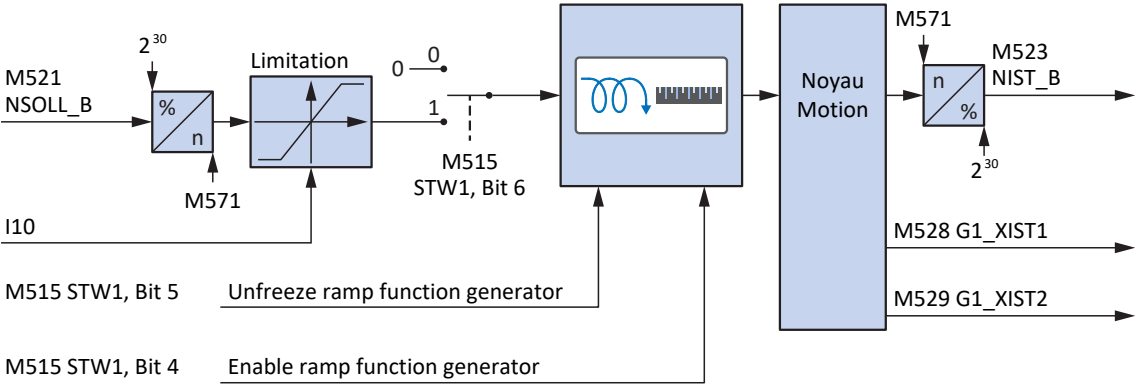 M571
0
2³⁰
Limitation
M523
NIST_B
M521
NSOLL_B
%
n
0
1
Noyau
Motion
n
%
M571
M515
STW1, Bit 6
2³⁰
I10
M528 G1_XIST1
M515 STW1, Bit 5 Unfreeze ramp function generator
M529 G1_XIST2
M515 STW1, Bit 4 Enable ramp function generator